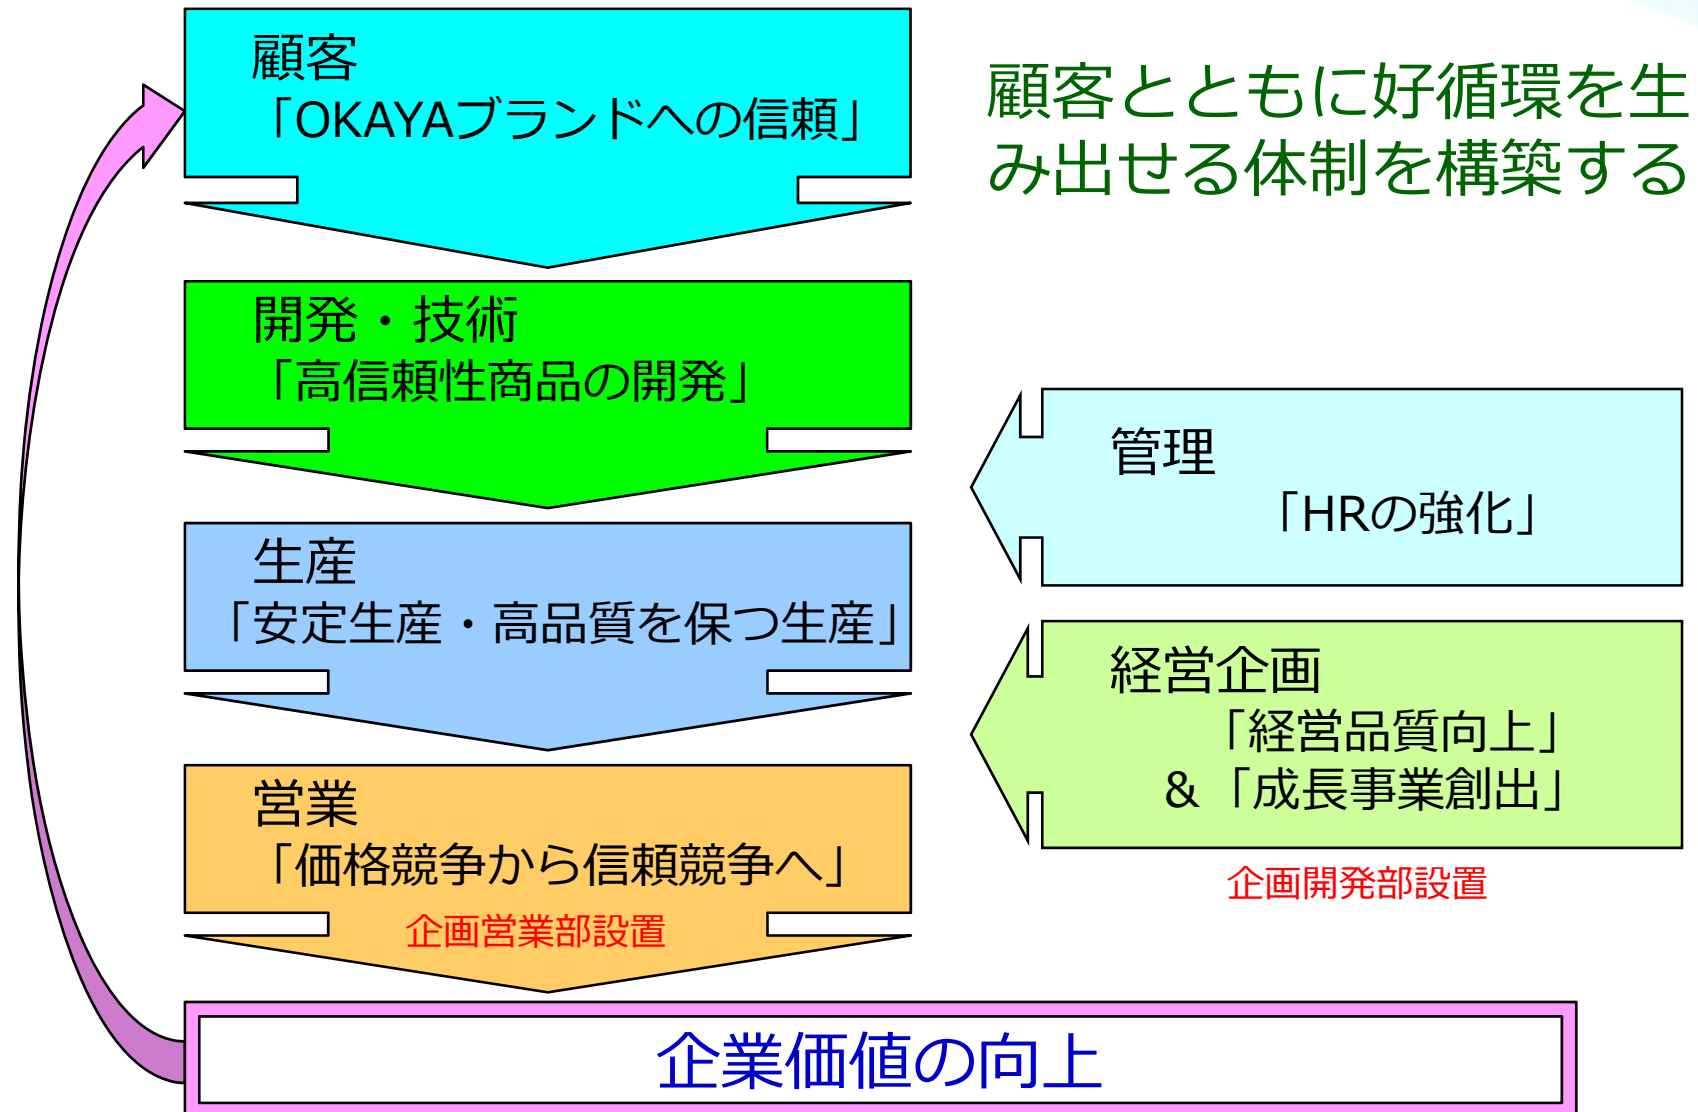 顧客
「OKAYAブランドへの信頼」
顧客とともに好循環を生
み出せる体制を構築する
開発・技術
「高信頼性商品の開発」
管理
「HRの強化」
生産
「安定生産・高品質を保つ生産」
経営企画
「経営品質向上」
&「成長事業創出」
企画開発部設置
営業
「価格競争から信頼競争へ」
企画営業部設置
企業価値の向上